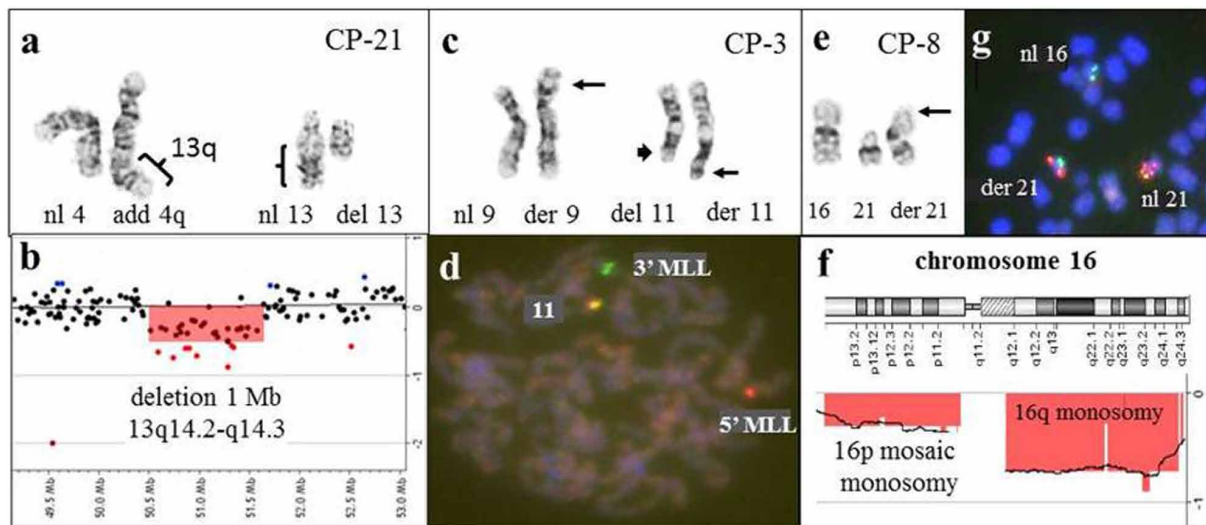 a
CP-21
13q
nl 4
add 4q
nl 13
del 13
b
1
0
-1
-2
deletion 1 Mb
13q14.2-q14.3
49.5 Mb
50.0 Mb
50.5 Mb
51.0 Mb
51.5 Mb
52.0 Mb
52.5 Mb
53.0 Mb
c
CP-3
nl 9
der 9
del 11
der 11
d
3' MLL
11
5' MLL
e
CP-8
16
21
der 21
g
nl 16
der 21
nl 21
f
chromosome 16
p13.2
p13.12
p12.3
p12.2
p11.2
q11.2
q12.1
q12.2
q13
q22.1
q22.2
q23.1
q23.2
q24.1
q24.3
0
16q monosomy
16p mosaic
monosomy
-1